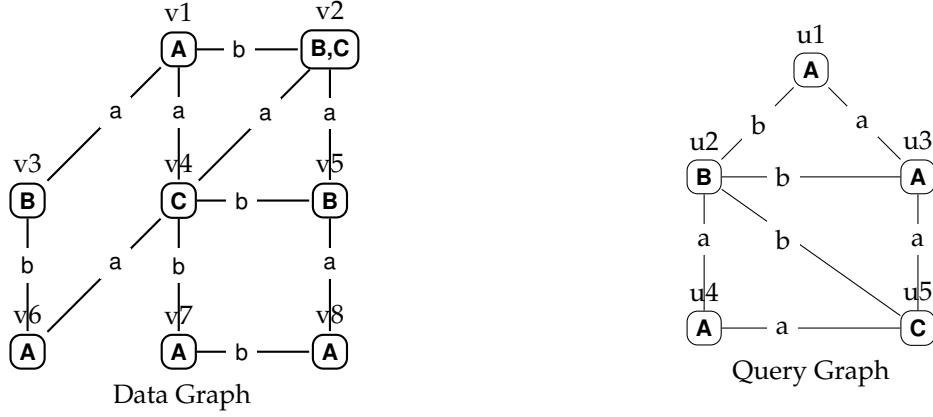 v1 v2
A b B,C
a a a a
v3 v4 v5
B C b B
b a b a
v6 v7 v8
A A b A
Data Graph
u1
A
b a
u2 u3
B b A
a b a
u4 u5
A a C
Query Graph